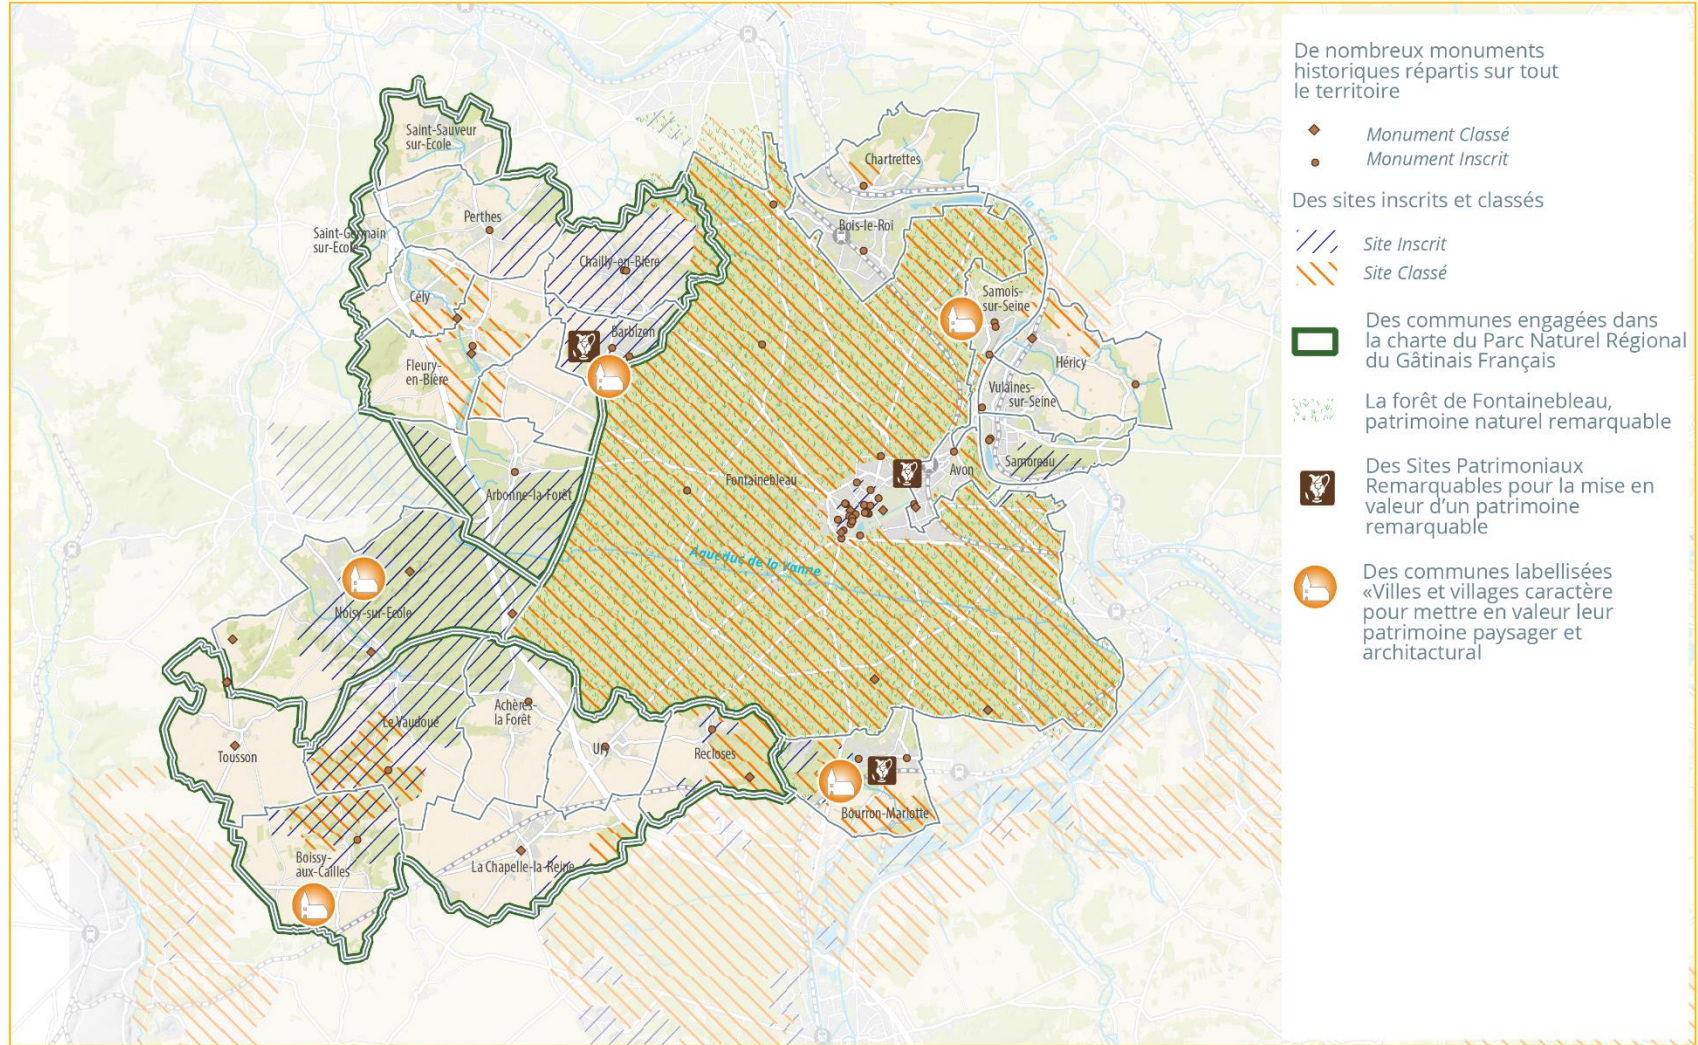 Saint-Sauveur
sur-Ecole
Chartrettes
Perthes
la Seine
Bois-le-Roi
Saint-Germain
sur-Ecole
Chailly-en-Bière
Cély
Samois-
sur-Seine
Barbizon
Héricy
Fleury-
en-Bière
Vulaines-
sur-Seine
Samoreau
Avon
Fontainebleau
Arbonne-la-Forêt
Aqueduc de la Vanne
Noisy-sur-Ecole
Achères-
la Forêt
Le Vaudoué
Ury
Recloses
Tousson
Bourron-Marlotte
Boissy-
aux-Cailles
La Chapelle-la-Reine
De nombreux monuments
historiques répartis sur tout
le territoire
Monument Classé
Monument Inscrit
Des sites inscrits et classés
Site Inscrit
Site Classé
Des communes engagées dans
la charte du Parc Naturel Régional
du Gâtinais Français
La forêt de Fontainebleau,
patrimoine naturel remarquable
Des Sites Patrimoniaux
Remarquables pour la mise en
valeur d'un patrimoine
remarquable
Des communes labellisées
«Villes et villages caractère
pour mettre en valeur leur
patrimoine paysager et
architactural